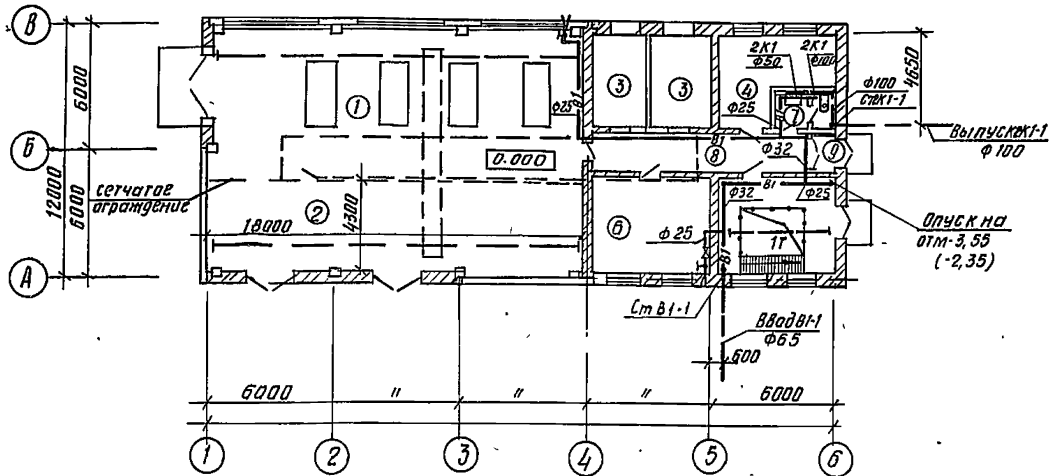 В
2К1
2К1
Ф50
Ф100
6000
1
3
3
4
Ф25
4650
Ф100
СтК1-1
В1
Ф25
7
Выпуск К1-1
Ф100
Б
В1
Ф32
9
0.000
8
12000
сетчатое
ограждение
В1
Ф25
Ф32
6000
2
4300
18000
6
Ф25
1т
Опуск на
отм-3,55
(-2,35)
А
В1
Ст В1-1
Ввод В1-1
Ф65
600
6000
"
"
"
6000
1
2
3
4
5
6